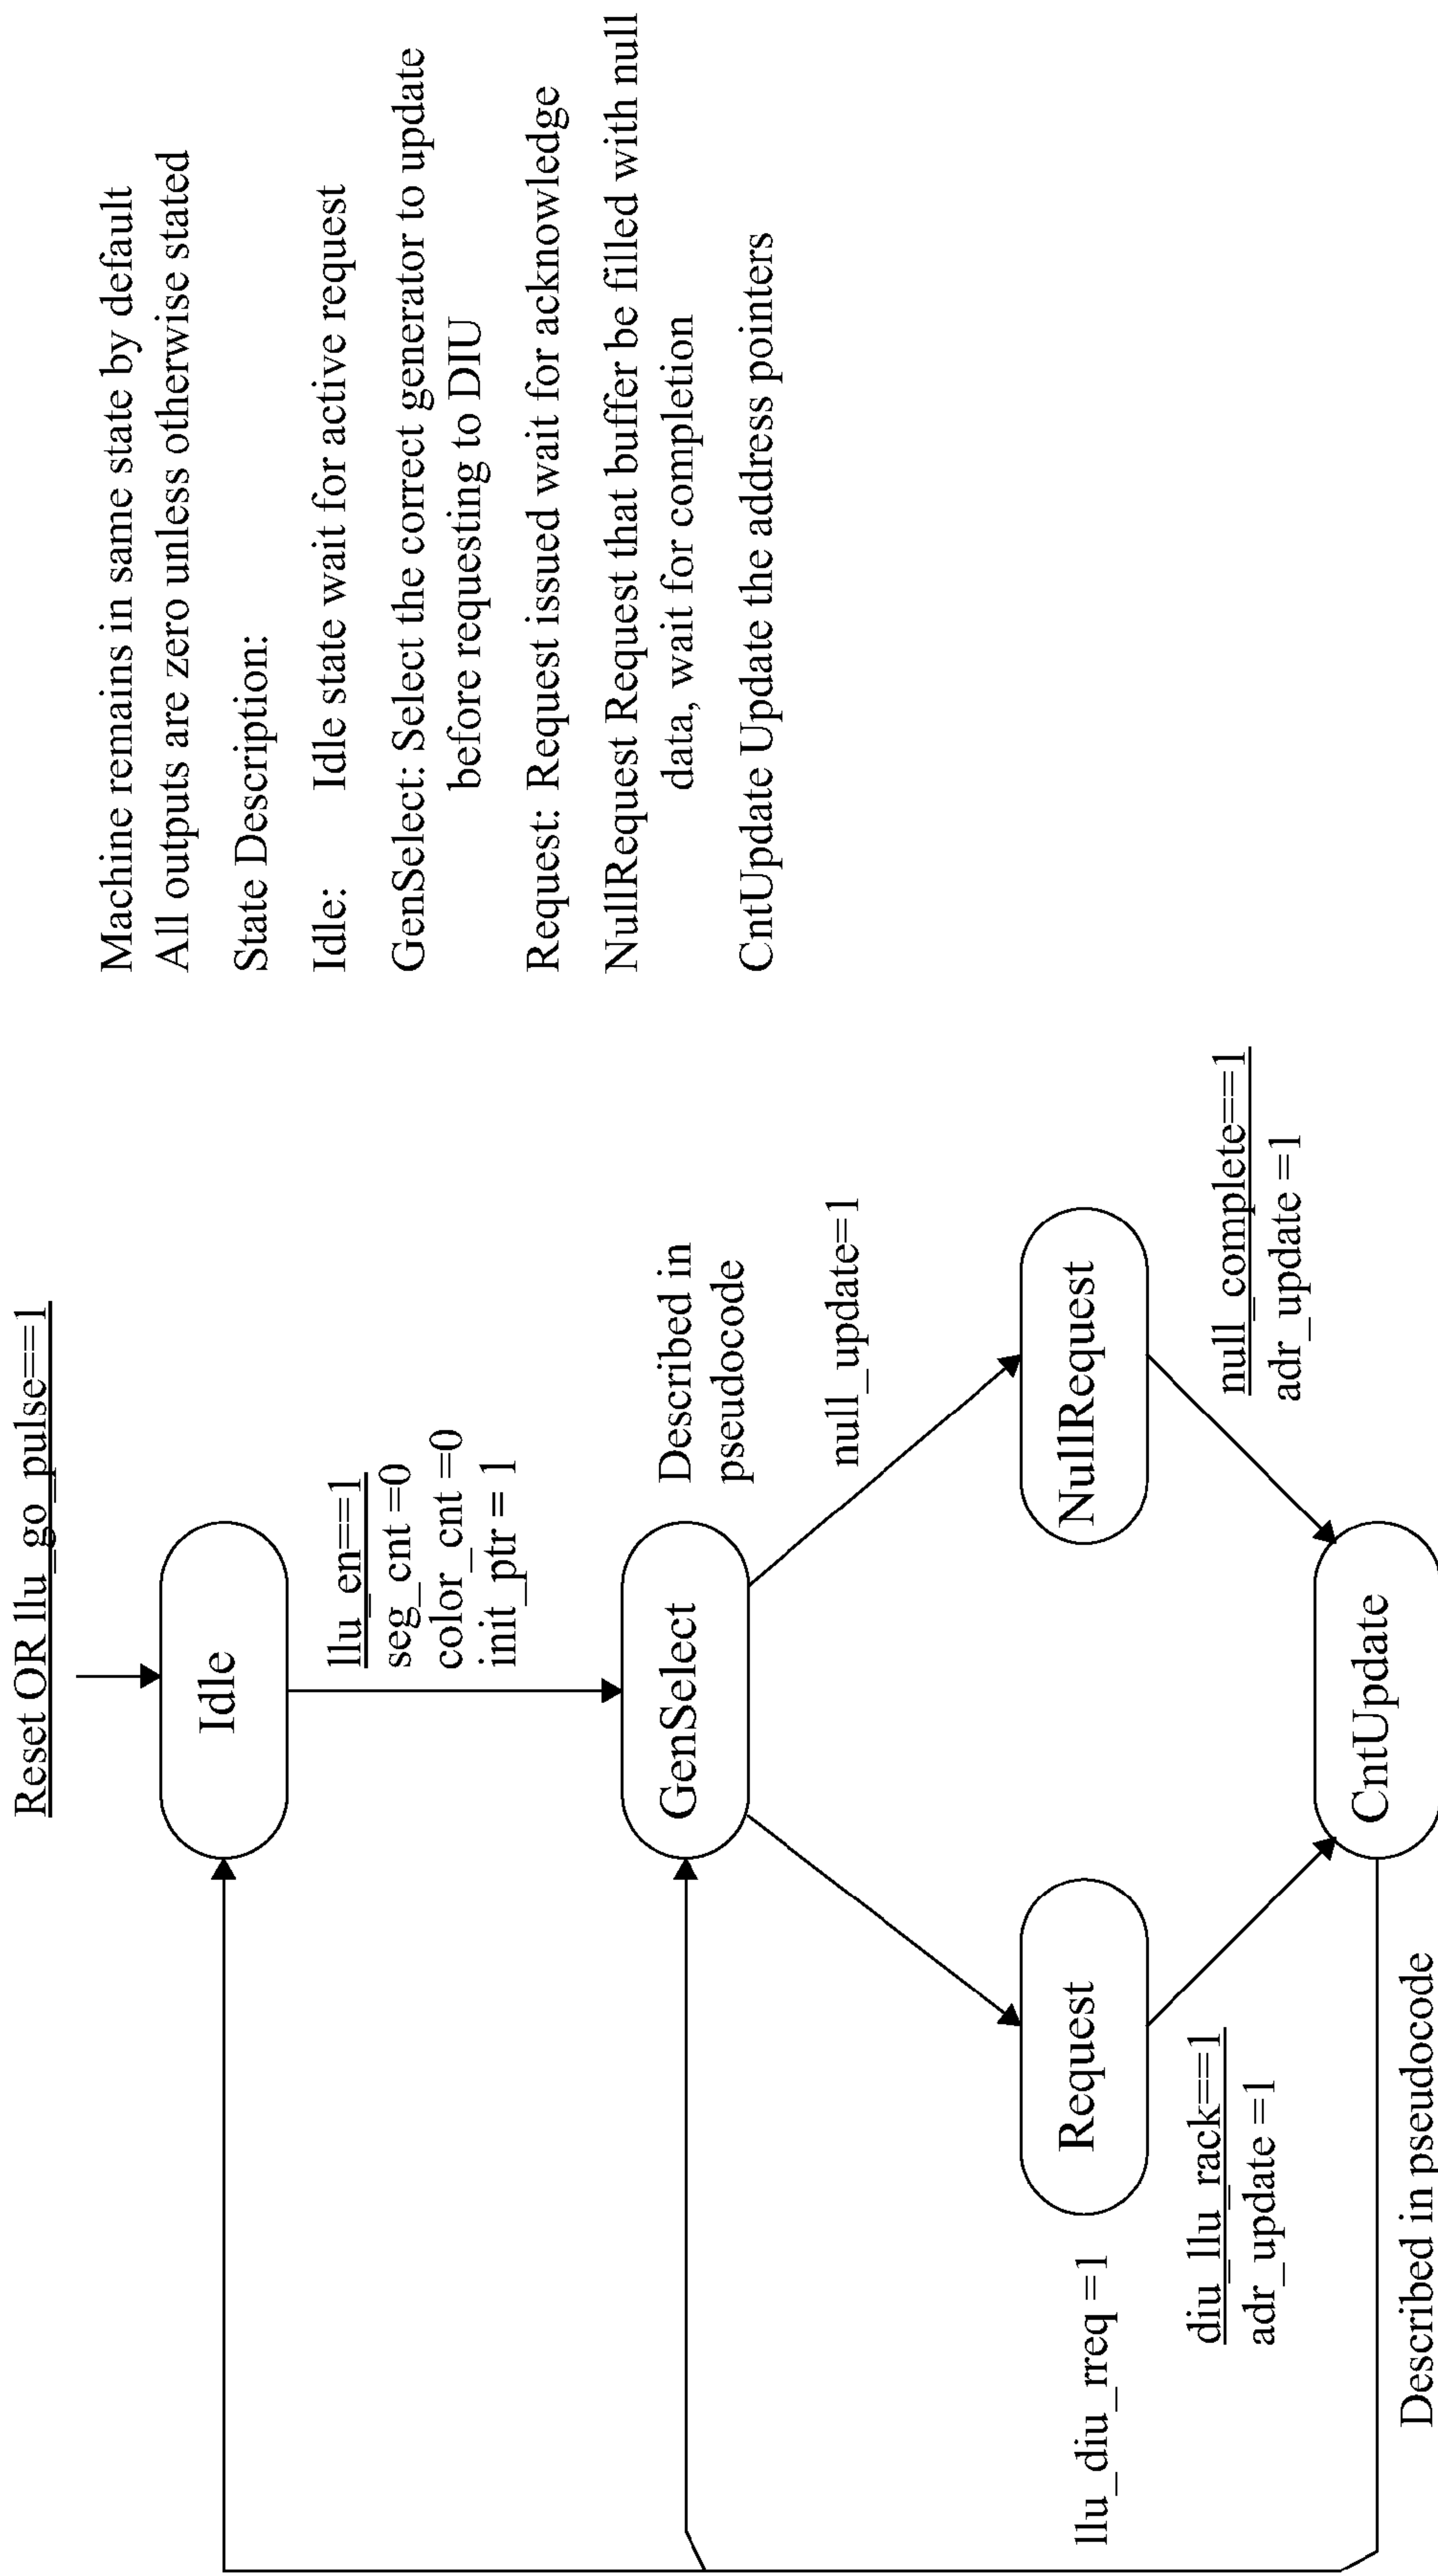 Reset OR llu_go_pulse==1
Idle
llu_en==1
seg_cnt =0
color_cnt =0
init_ptr = 1
GenSelect
Described in
pseudocode
null_update=1
Request
NullRequest
llu_diu_rreq =1
diu_llu_rack==1
adr_update =1
null_complete==1
adr_update =1
CntUpdate
Described in pseudocode
Machine remains in same state by default
All outputs are zero unless otherwise stated
State Description:
Idle: Idle state wait for active request
GenSelect: Select the correct generator to update
before requesting to DIU
Request: Request issued wait for acknowledge
NullRequest Request that buffer be filled with null
data, wait for completion
CntUpdate Update the address pointers